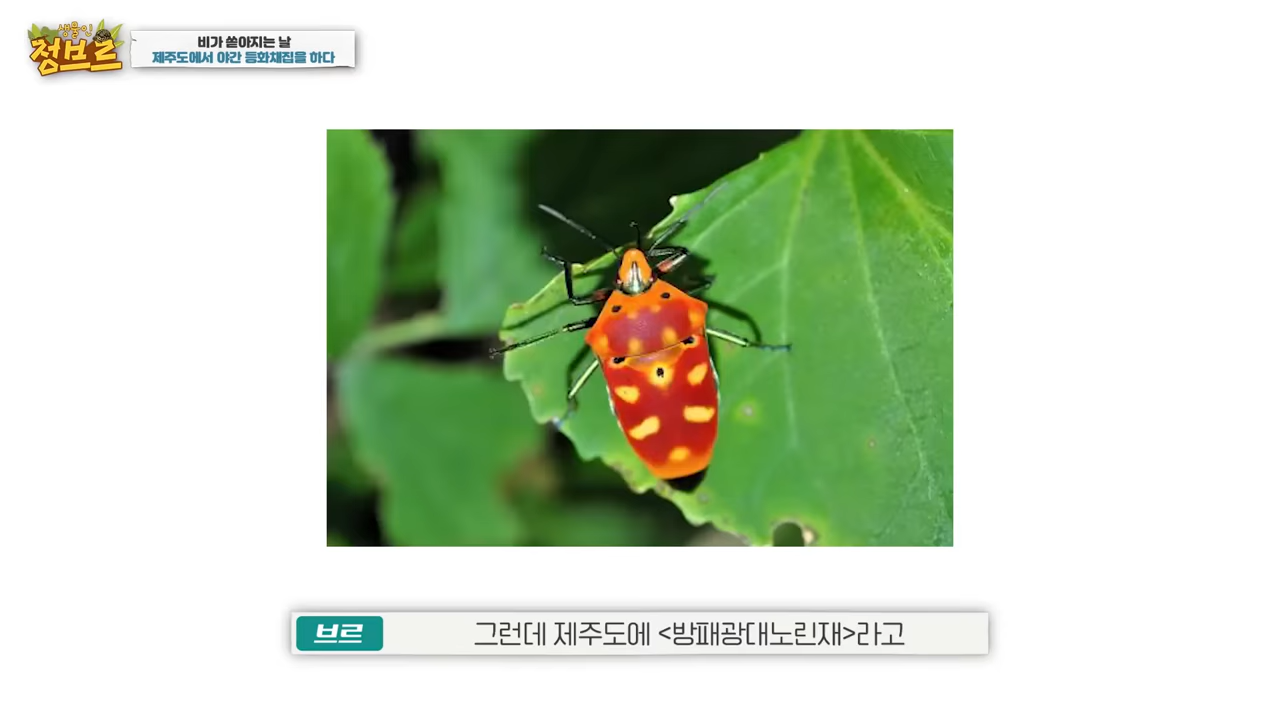 생물인
정브르
비가 쏟아지는 날
제주도에서 야간 등화채집을 하다
브르
그런데 제주도에 <방패광대노린재>라고